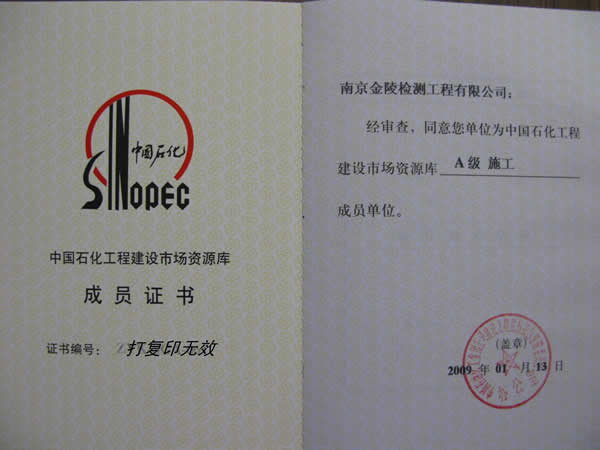 中国石化
SINOPEC
中国石化工程建设市场资源库
成员证书
证书编号：打复印无效
南京金陵检测工程有限公司：
经审查，同意您单位为中国石化工程
建设市场资源库 A级 施工
成员单位。
（盖章）
2009 年 01 月 13 日